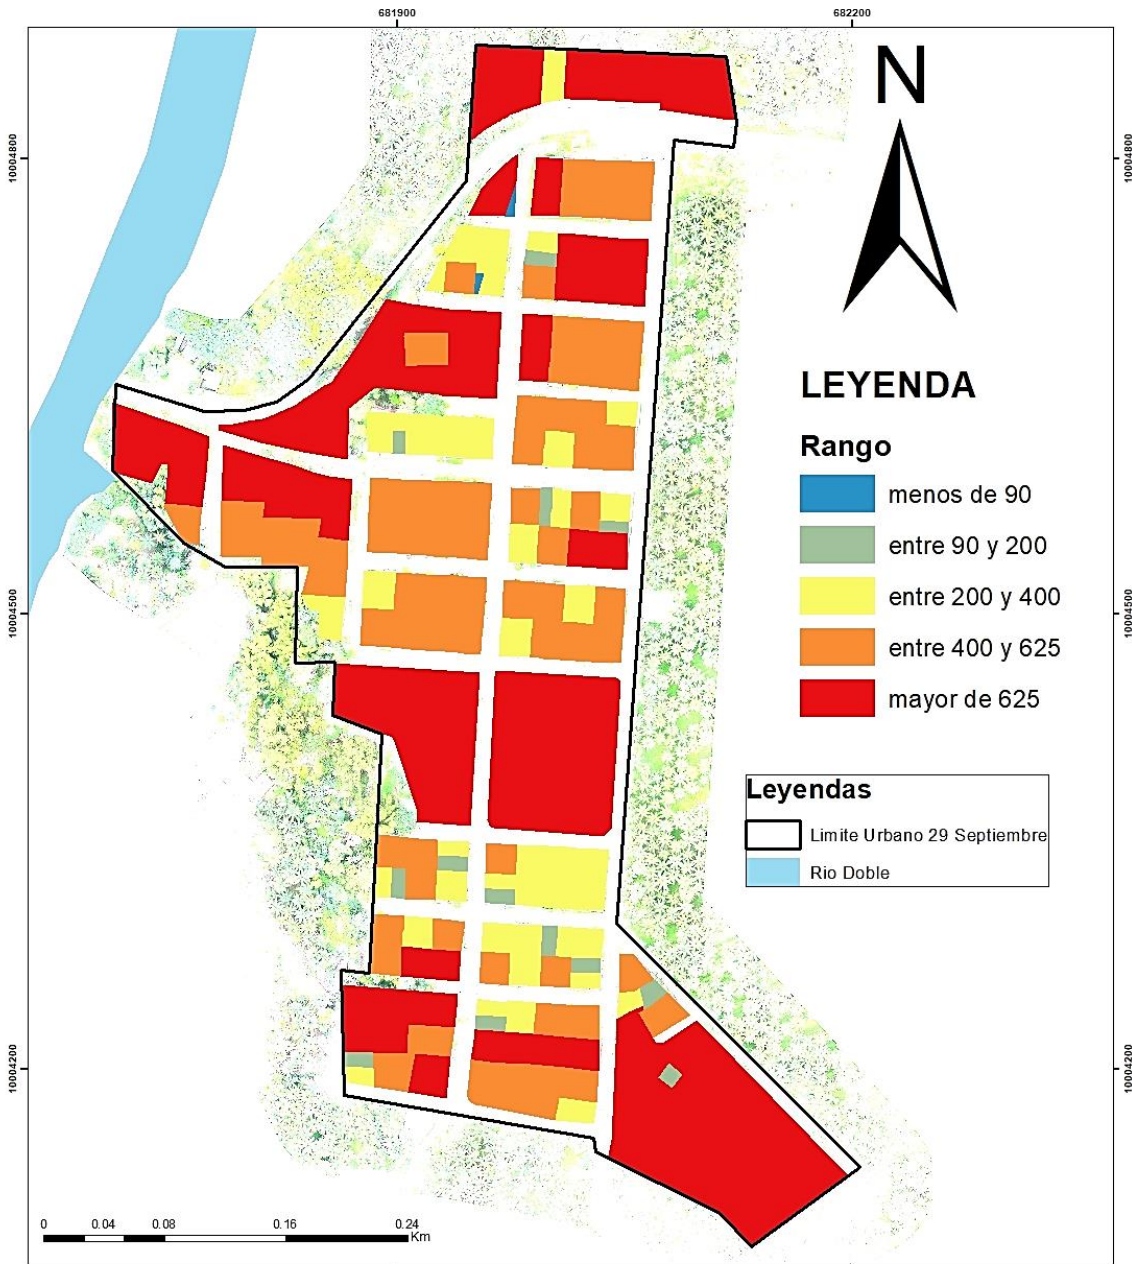 681900
682200
N
10004800
10004800
LEYENDA
Rango
menos de 90
entre 90 y 200
entre 200 y 400
entre 400 y 625
mayor de 625
10004500
10004500
Leyendas
Limite Urbano 29 Septiembre
Rio Doble
10004200
10004200
0 0.04 0.08 0.16 0.24
Km